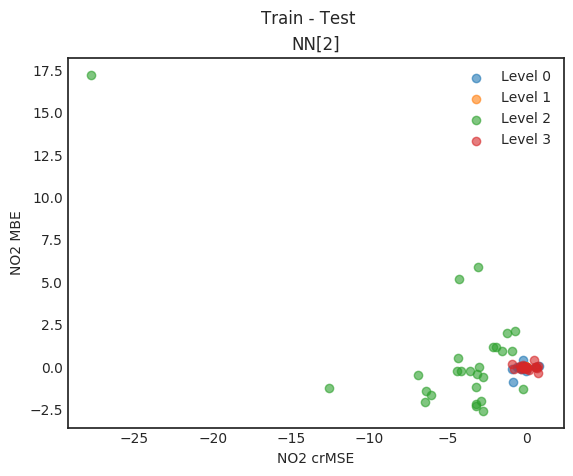 Train - Test
NN[2]
17.5
15.0
12.5
10.0
7.5
5.0
2.5
0.0
−2.5
NO2 MBE
Level 0
Level 1
Level 2
Level 3
−25
−20
−15
−10
−5
0
NO2 crMSE